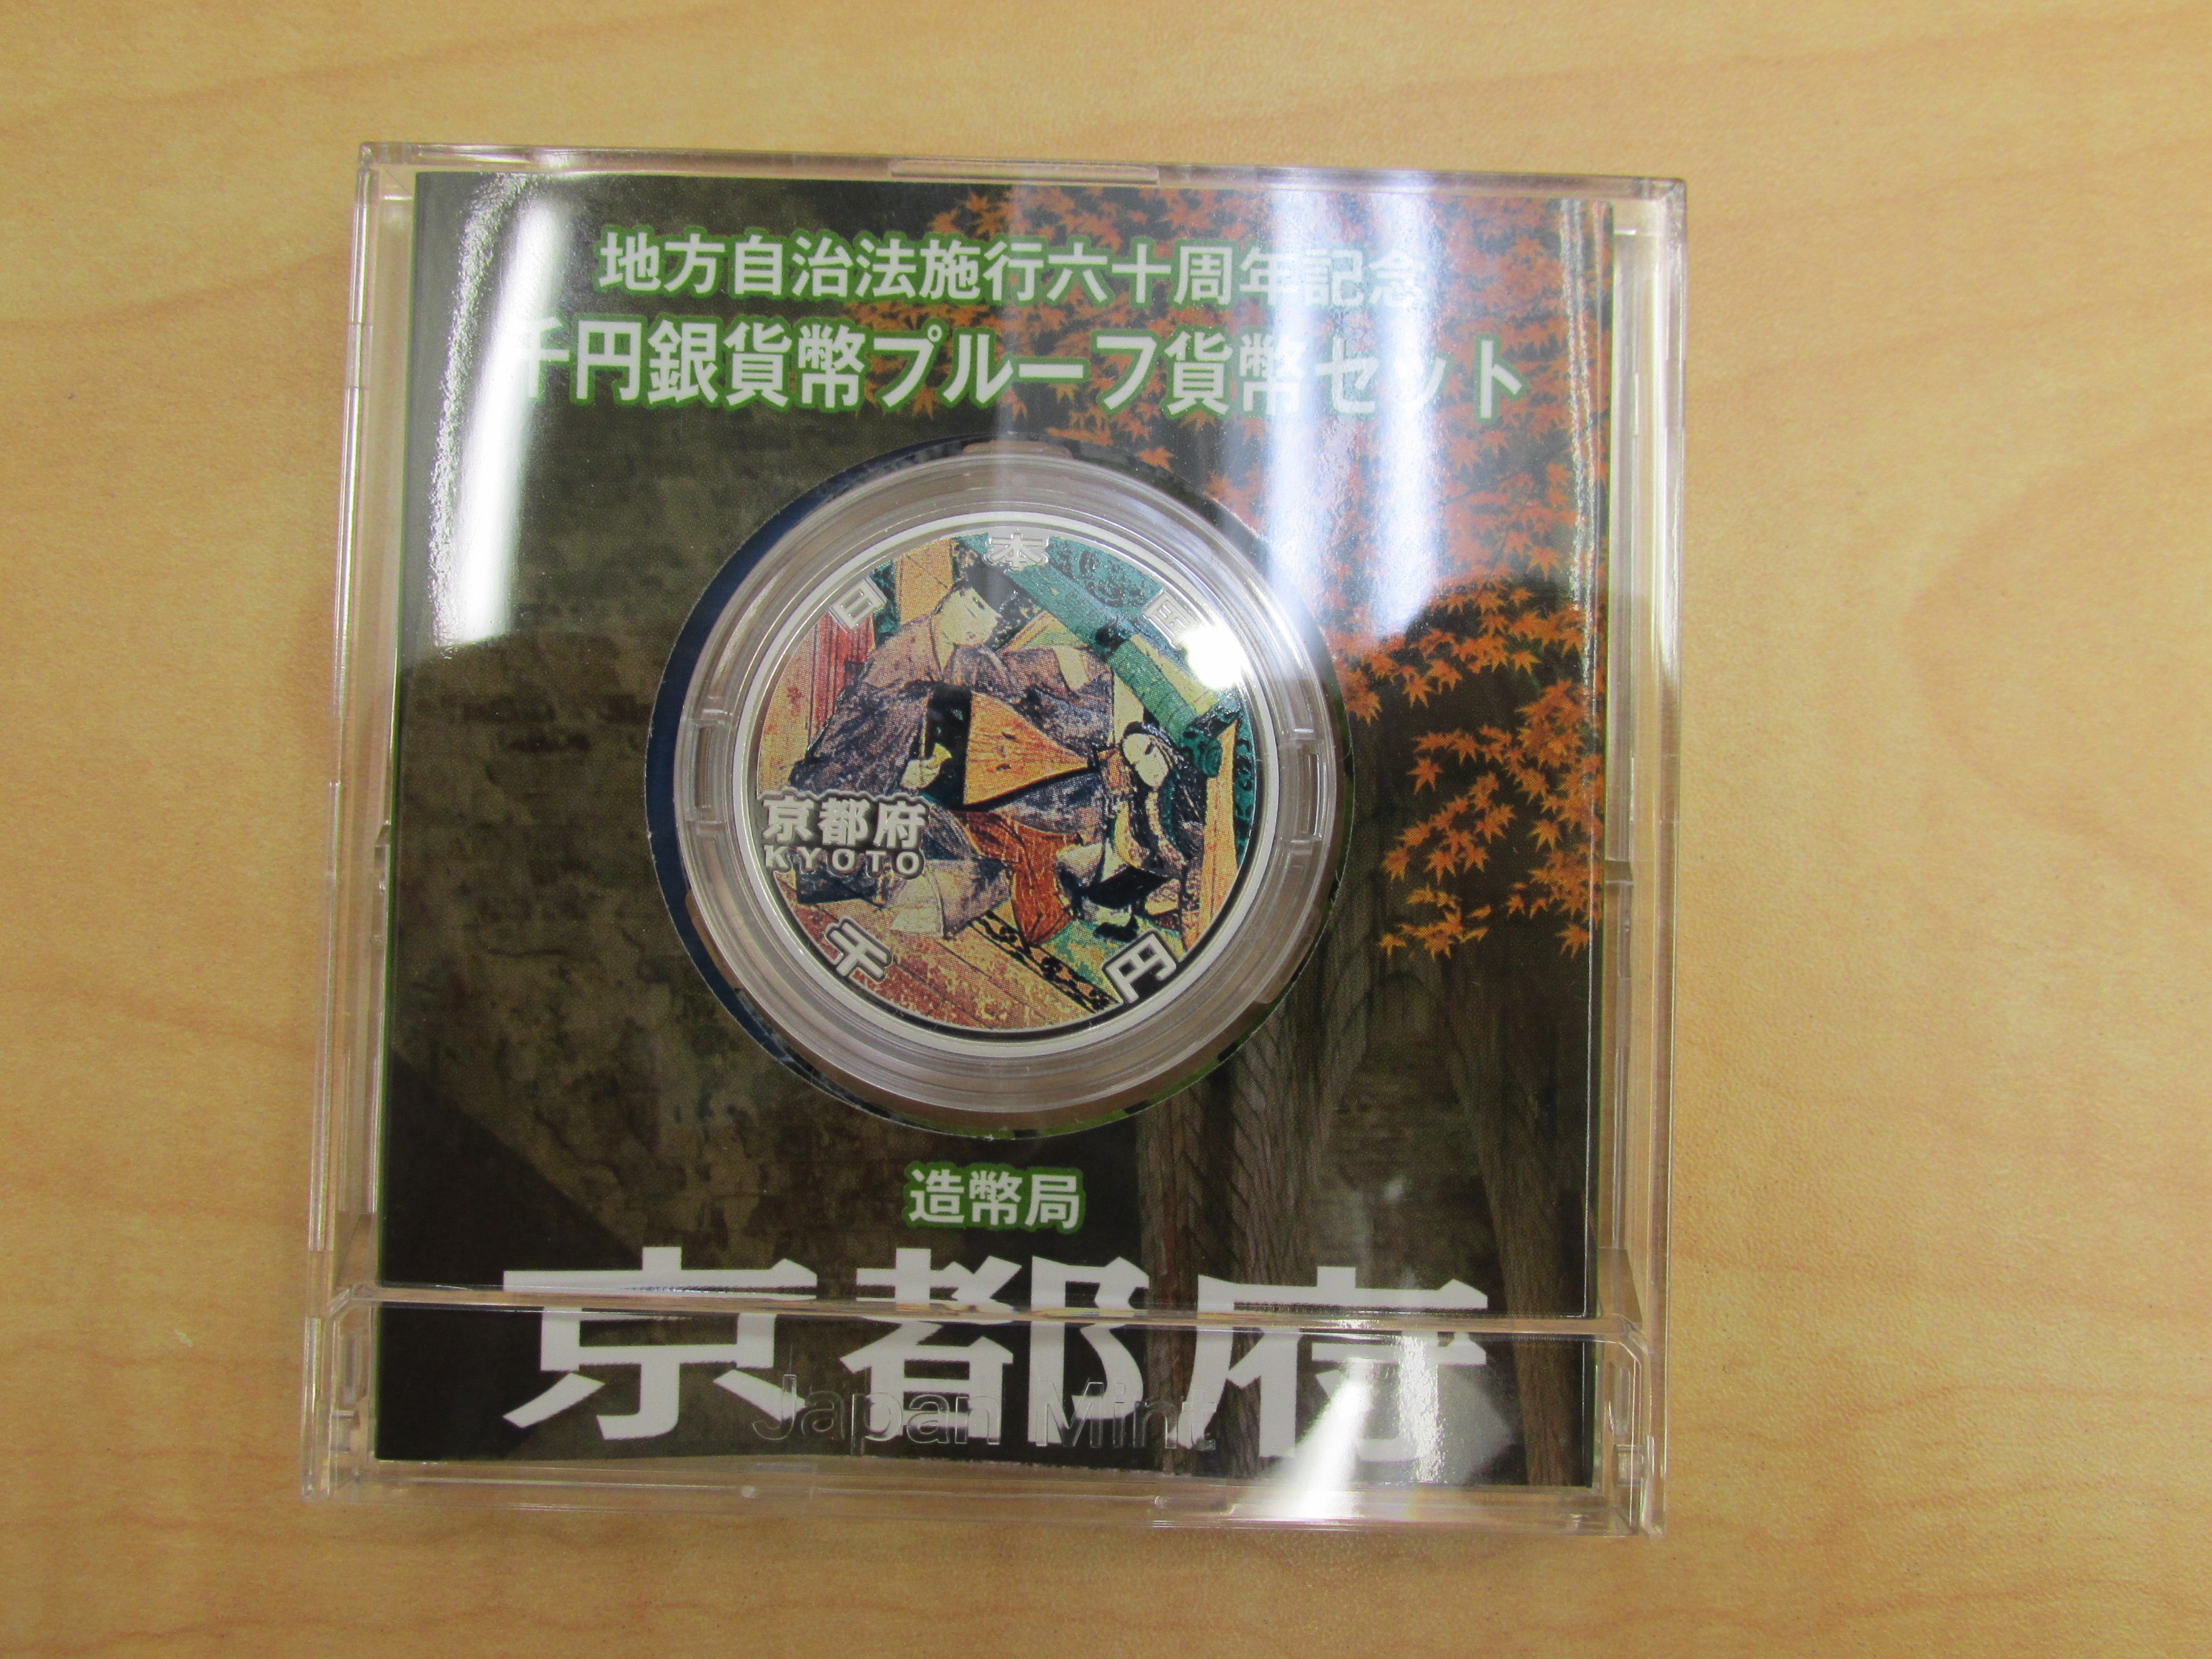 地方自治法施行六十周年記念
千円銀貨幣プルーフ貨幣セット
日本国
京都府
KYOTO
千円
造幣局
京都府
Japan Mint